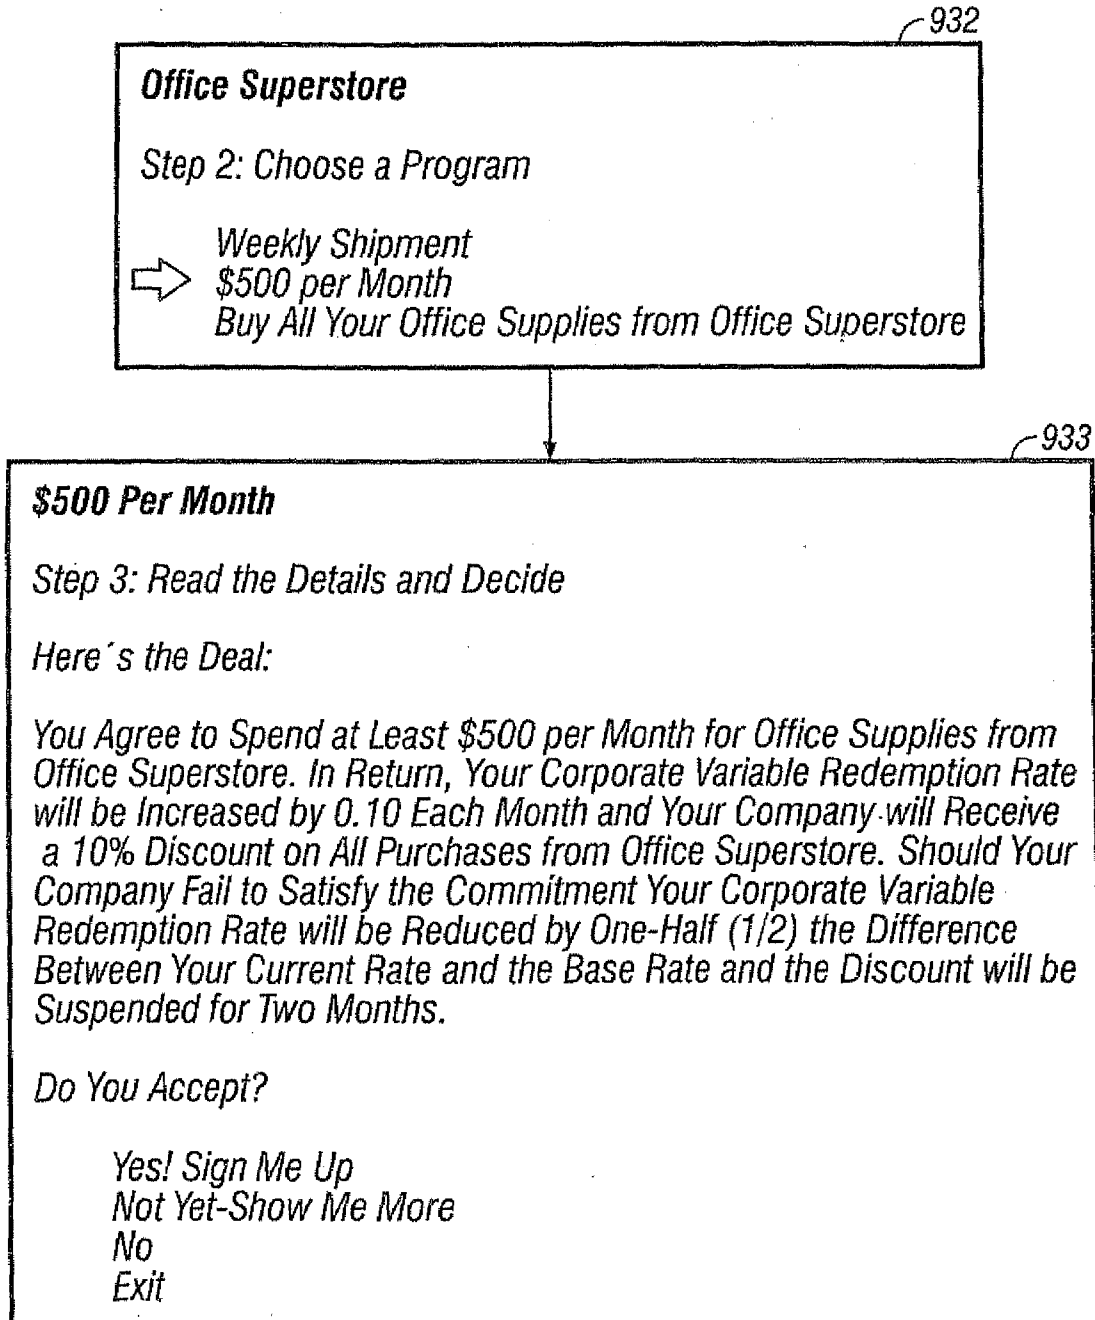 932
Office Superstore
Step 2: Choose a Program
Weekly Shipment
$500 per Month
Buy All Your Office Supplies from Office Superstore
933
$500 Per Month
Step 3: Read the Details and Decide
Here´s the Deal:
You Agree to Spend at Least $500 per Month for Office Supplies from
Office Superstore. In Return, Your Corporate Variable Redemption Rate
will be Increased by 0.10 Each Month and Your Company will Receive
a 10% Discount on All Purchases from Office Superstore. Should Your
Company Fail to Satisfy the Commitment Your Corporate Variable
Redemption Rate will be Reduced by One-Half (1/2) the Difference
Between Your Current Rate and the Base Rate and the Discount will be
Suspended for Two Months.
Do You Accept?
Yes! Sign Me Up
Not Yet-Show Me More
No
Exit